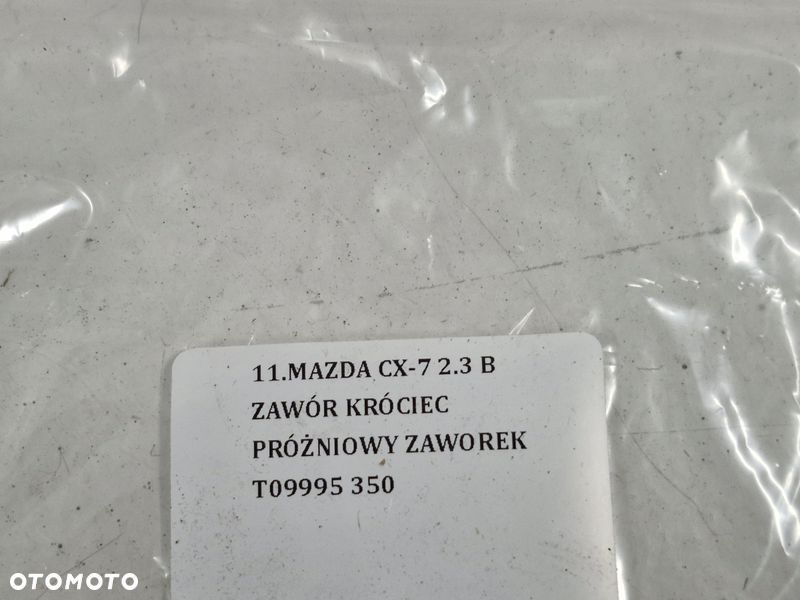 11.MAZDA CX-7 2.3 B
ZAWÓR KRÓCIEC
PRÓŻNIOWY ZAWOREK
T09995 350
OTOMOTO